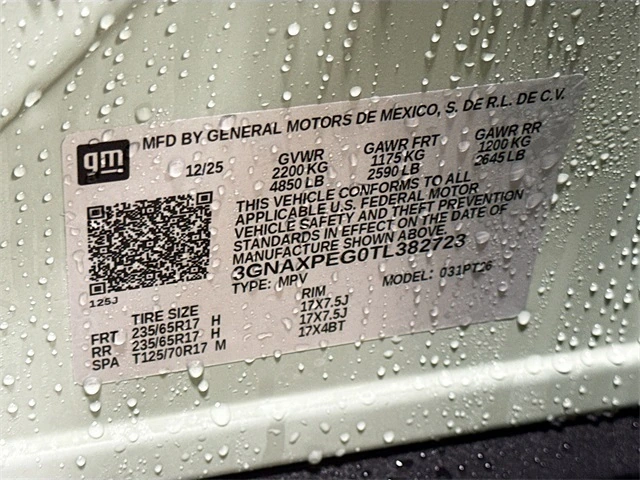 gm
MFD BY GENERAL MOTORS DE MEXICO, S. DE R.L. DE C.V.
12/25 GVWR GAWR FRT GAWR RR
2200 KG 1175 KG 1200 KG
4850 LB 2590 LB 2645 LB
THIS VEHICLE CONFORMS TO ALL
APPLICABLE U.S. FEDERAL MOTOR
VEHICLE SAFETY AND THEFT PREVENTION
STANDARDS IN EFFECT ON THE DATE OF
MANUFACTURE SHOWN ABOVE.
3GNAXPEG0TL382723
TYPE: MPV MODEL: 031PT26
125J
TIRE SIZE RIM
FRT 235/65R17 H 17X7.5J
RR 235/65R17 H 17X7.5J
SPA T125/70R17 M 17X4BT